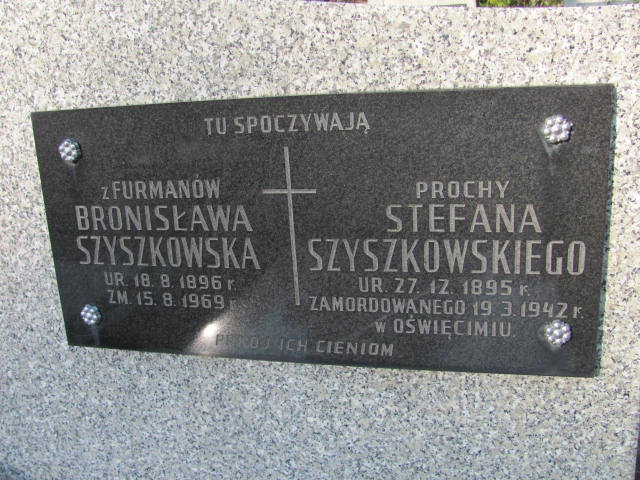 TU SPOCZYWAJĄ
z FURMANÓW
BRONISŁAWA
SZYSZKOWSKA
UR. 18. 8. 1896 r.
ZM. 15. 8. 1969 r.
PROCHY
STEFANA
SZYSZKOWSKIEGO
UR. 27. 12. 1895 r.
ZAMORDOWANEGO 19. 3. 1942 r.
w OŚWIĘCIMIU
POKÓJ ICH CIENIOM